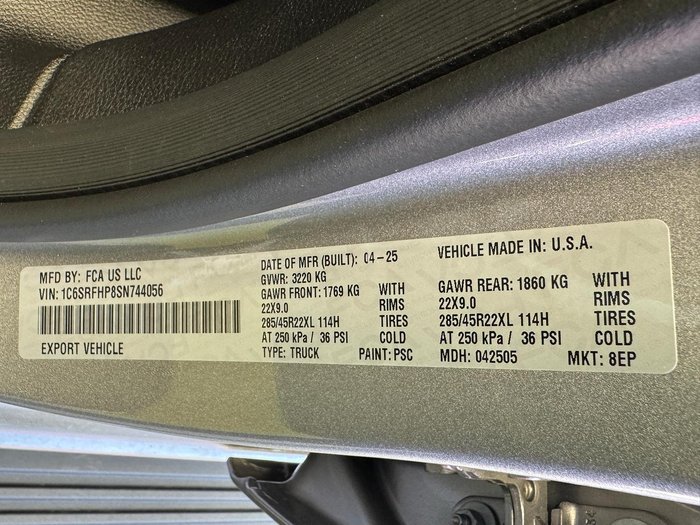 MFD BY: FCA US LLC
VIN: 1C6SRFHP8SN744056
EXPORT VEHICLE
DATE OF MFR (BUILT): 04-25
GVWR: 3220 KG
GAWR FRONT: 1769 KG WITH
22X9.0 RIMS
285/45R22XL 114H TIRES
AT 250 kPa / 36 PSI COLD
TYPE: TRUCK PAINT: PSC
VEHICLE MADE IN: U.S.A.
GAWR REAR: 1860 KG WITH
22X9.0 RIMS
285/45R22XL 114H TIRES
AT 250 kPa / 36 PSI COLD
MDH: 042505 MKT: 8EP